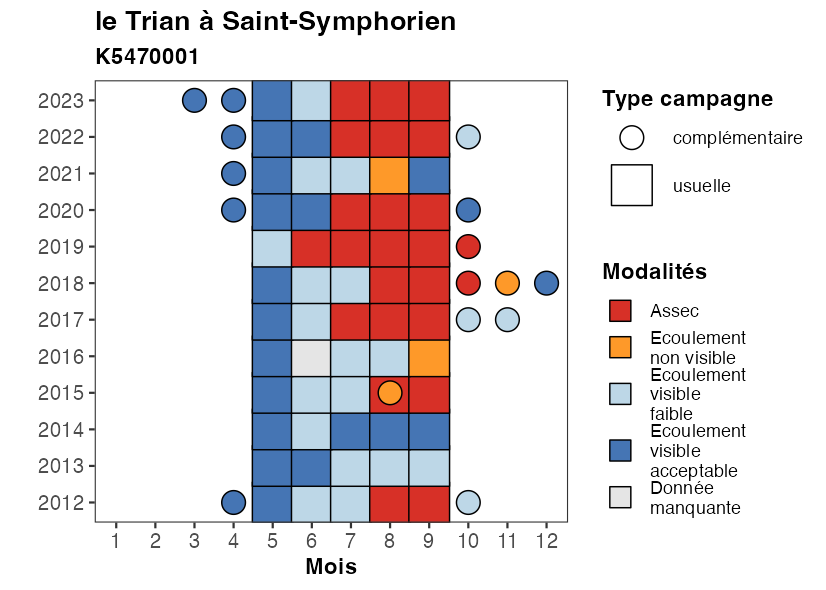 le Trian à Saint-Symphorien
K5470001
2023
2022
2021
2020
2019
2018
2017
2016
2015
2014
2013
2012
1 2 3 4 5 6 7 8 9 10 11 12
Mois
Type campagne
complémentaire
usuelle
Modalités
Assec
Ecoulement
non visible
Ecoulement
visible
faible
Ecoulement
visible
acceptable
Donnée
manquante